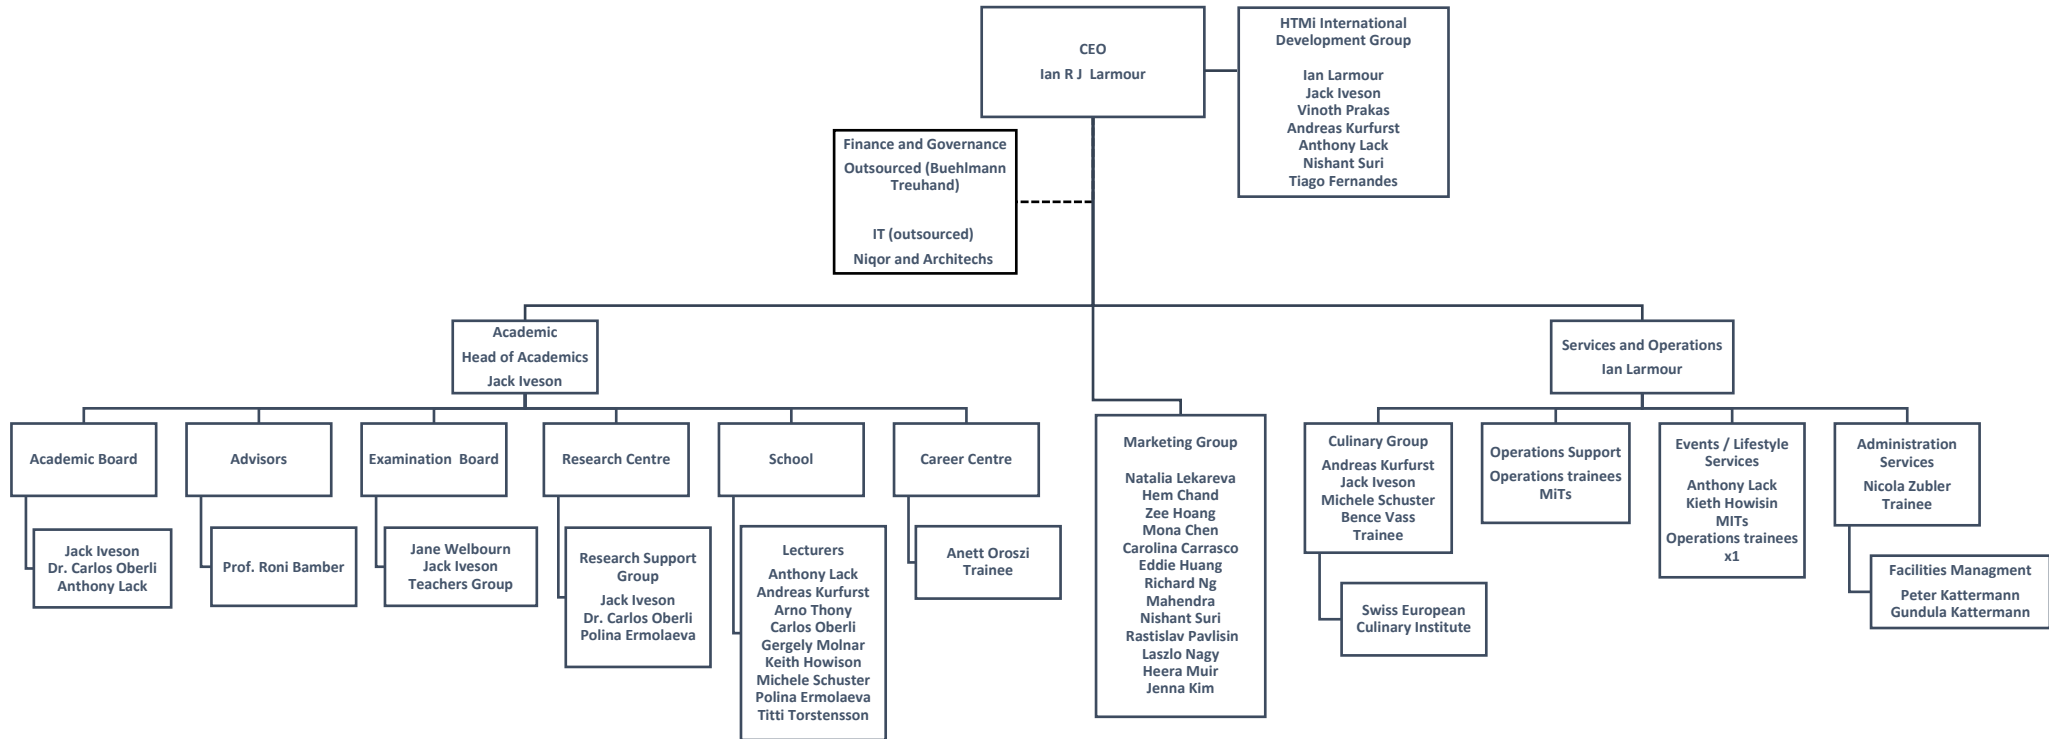 CEO
Ian R J Larmour
HTMi International
Development Group
Ian Larmour
Jack Iveson
Vinoth Prakas
Andreas Kurfurst
Anthony Lack
Nishant Suri
Tiago Fernandes
Finance and Governance
Outsourced (Buehlmann
Treuhand)
IT (outsourced)
Niqor and Architechs
Academic
Head of Academics
Jack Iveson
Services and Operations
Ian Larmour
Academic Board
Jack Iveson
Dr. Carlos Oberli
Anthony Lack
Advisors
Prof. Roni Bamber
Examination Board
Jane Welbourn
Jack Iveson
Teachers Group
Research Centre
Research Support
Group
Jack Iveson
Dr. Carlos Oberli
Polina Ermolaeva
School
Lecturers
Anthony Lack
Andreas Kurfurst
Arno Thony
Carlos Oberli
Gergely Molnar
Keith Howison
Michele Schuster
Polina Ermolaeva
Titti Torstensson
Career Centre
Anett Oroszi
Trainee
Marketing Group
Natalia Lekareva
Hem Chand
Zee Hoang
Mona Chen
Carolina Carrasco
Eddie Huang
Richard Ng
Mahendra
Nishant Suri
Rastislav Pavlisin
Laszlo Nagy
Heera Muir
Jenna Kim
Culinary Group
Andreas Kurfurst
Jack Iveson
Michele Schuster
Bence Vass
Trainee
Swiss European
Culinary Institute
Operations Support
Operations trainees
MiTs
Events / Lifestyle
Services
Anthony Lack
Kieth Howisin
MITs
Operations trainees
x1
Administration
Services
Nicola Zubler
Trainee
Facilities Managment
Peter Kattermann
Gundula Kattermann